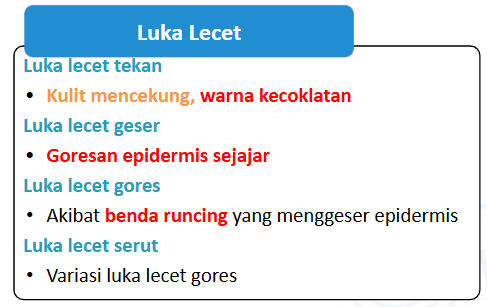 Luka Lecet
Luka lecet tekan
• Kulit mencekung, warna kecoklatan
Luka lecet geser
• Goresan epidermis sejajar
Luka lecet gores
• Akibat benda runcing yang menggeser epidermis
Luka lecet serut
• Variasi luka lecet gores